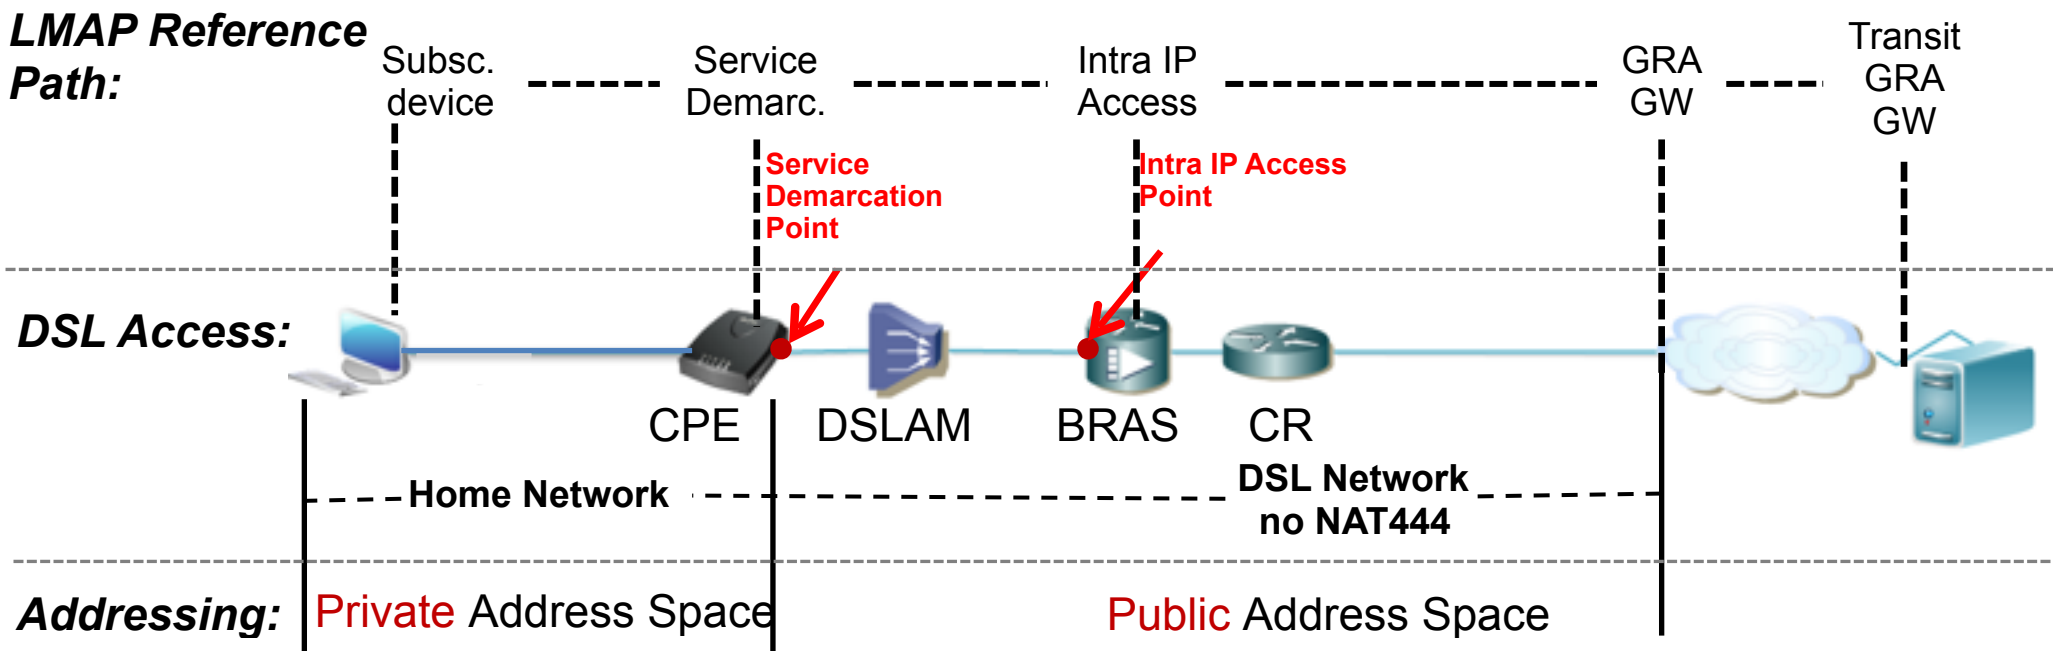 LMAP Reference
Path:
Subsc.
device
Service
Demarc.
Intra IP
Access
GRA
GW
Transit
GRA
GW
Service
Demarcation
Point
Intra IP Access
Point
DSL Access:
CPE
DSLAM
BRAS
CR
Home Network
DSL Network
no NAT444
Addressing:
Private Address Space
Public Address Space